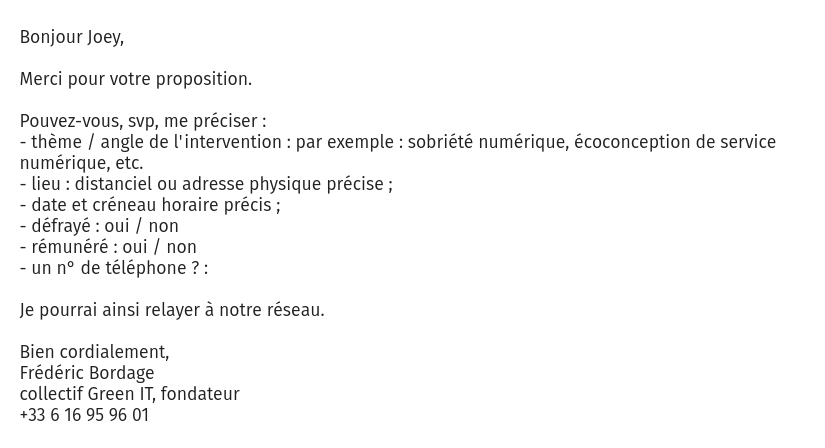 Bonjour Joey,
Merci pour votre proposition.
Pouvez-vous, svp, me préciser :
- thème / angle de l'intervention : par exemple : sobriété numérique, écoconception de service
numérique, etc.
- lieu : distanciel ou adresse physique précise ;
- date et créneau horaire précis ;
- défrayé : oui / non
- rémunéré : oui / non
- un n° de téléphone ? :
Je pourrai ainsi relayer à notre réseau.
Bien cordialement,
Frédéric Bordage
collectif Green IT, fondateur
+33 6 16 95 96 01